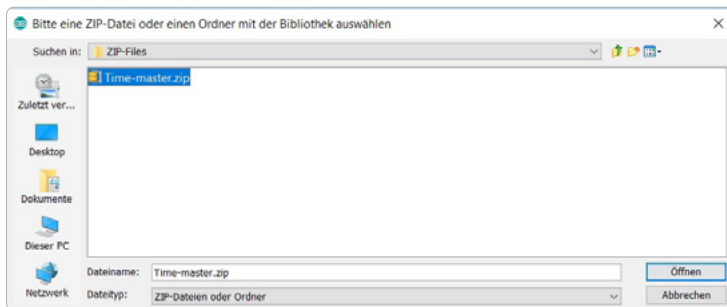 Bitte eine ZIP-Datei oder einen Ordner mit der Bibliothek auswählen
Suchen in: ZIP-Files
Time-master.zip
Zuletzt ver...
Desktop
Dokumente
Dieser PC
Netzwerk
Dateiname: Time-master.zip Öffnen
Dateityp: ZIP-Dateien oder Ordner Abbrechen